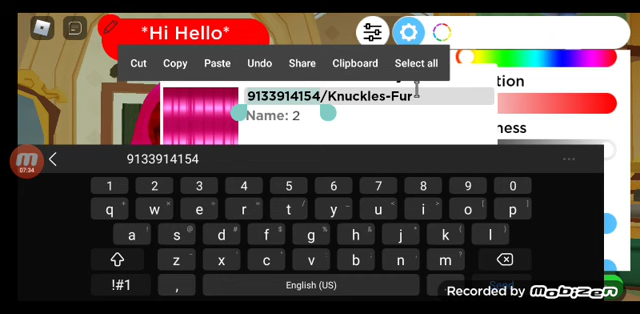 *Hi Hello*
Cut Copy Paste Undo Share Clipboard Select all
9133914154/Knuckles-Fur
Name: 2
9133914154
07:34
1 2 3 4 5 6 7 8 9 0
q w e r t y u i o p
a s d f g h j k l
z x c v b n m
!#1 , English (US)
Recorded by MOBIZEN